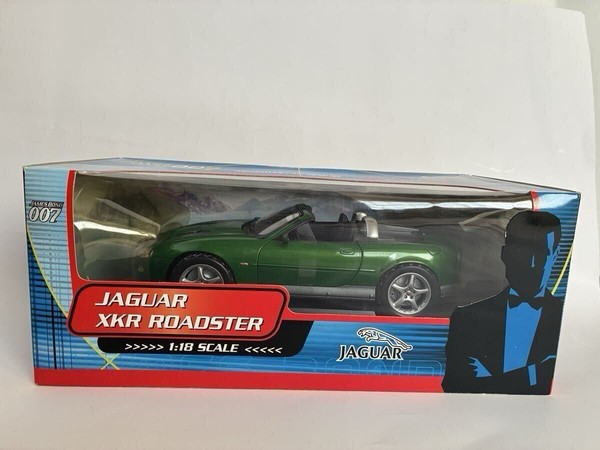 JAMES BOND
007
JAGUAR
XKR ROADSTER
>>>>> 1:18 SCALE <<<<<
JAGUAR